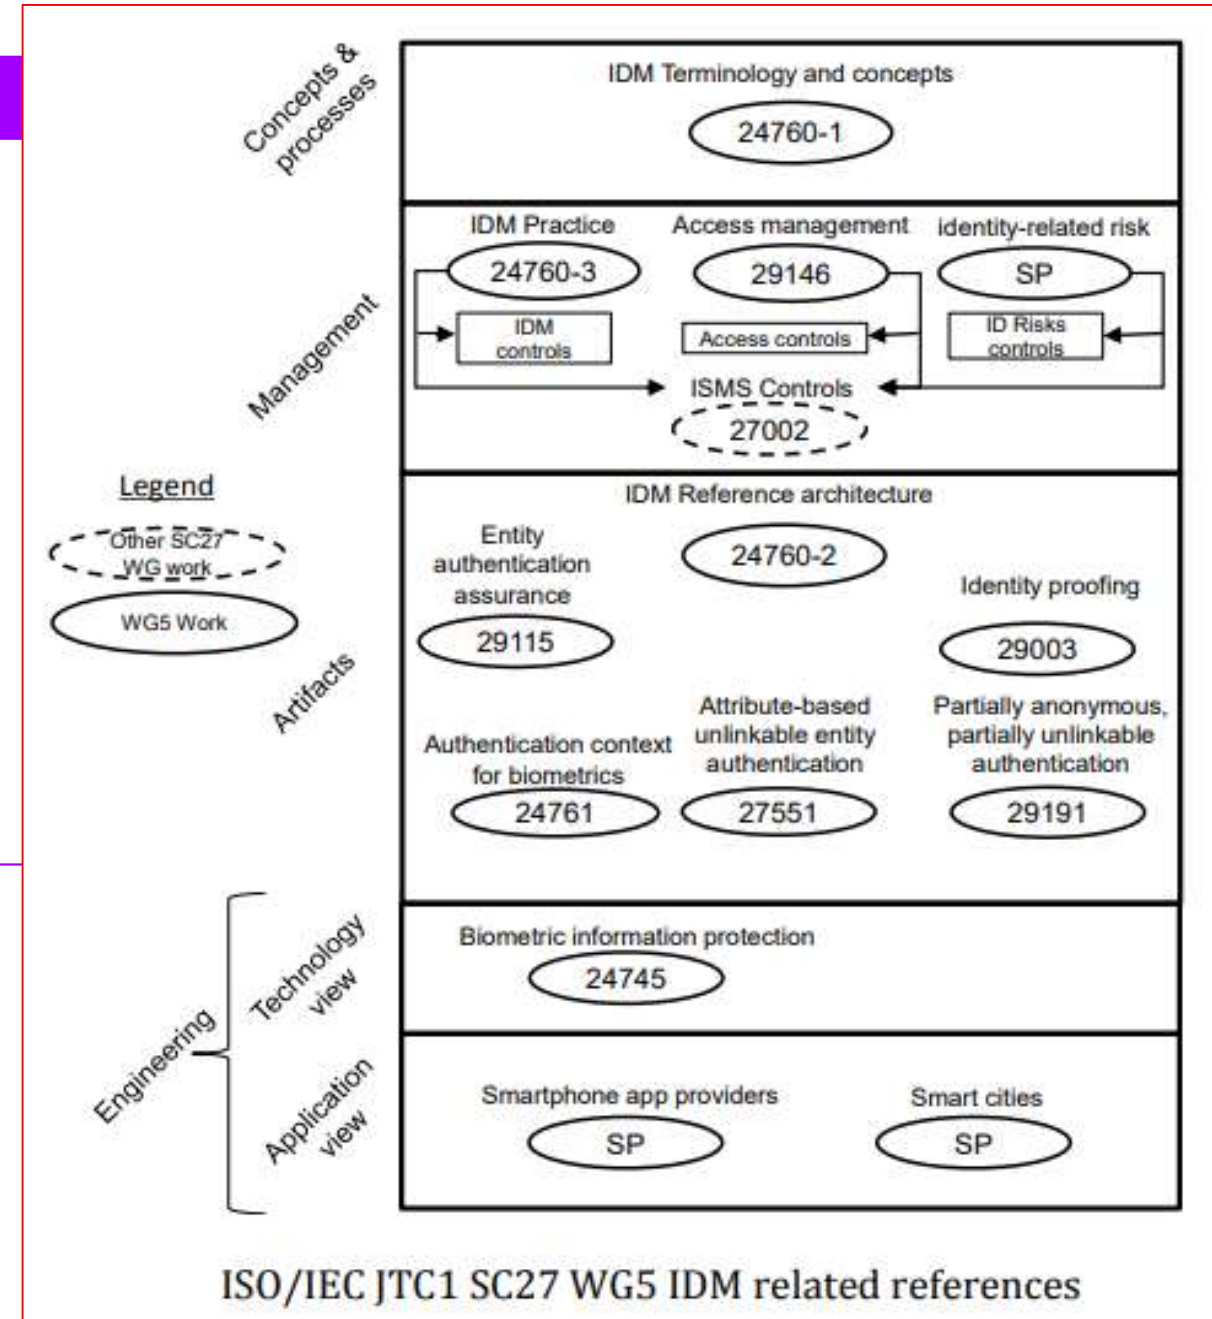 Concepts &
processes
IDM Terminology and concepts
24760-1
Management
IDM Practice
24760-3
Access management
29146
identity-related risk
SP
IDM
controls
Access controls
ID Risks
controls
ISMS Controls
27002
Legend
Other SC27
WG work
WG5 Work
Artifacts
IDM Reference architecture
24760-2
Entity
authentication
assurance
29115
Identity proofing
29003
Authentication context
for biometrics
24761
Attribute-based
unlinkable entity
authentication
27551
Partially anonymous,
partially unlinkable
authentication
29191
Engineering
Technology
view
Biometric information protection
24745
Application
view
Smartphone app providers
SP
Smart cities
SP
ISO/IEC JTC1 SC27 WG5 IDM related references